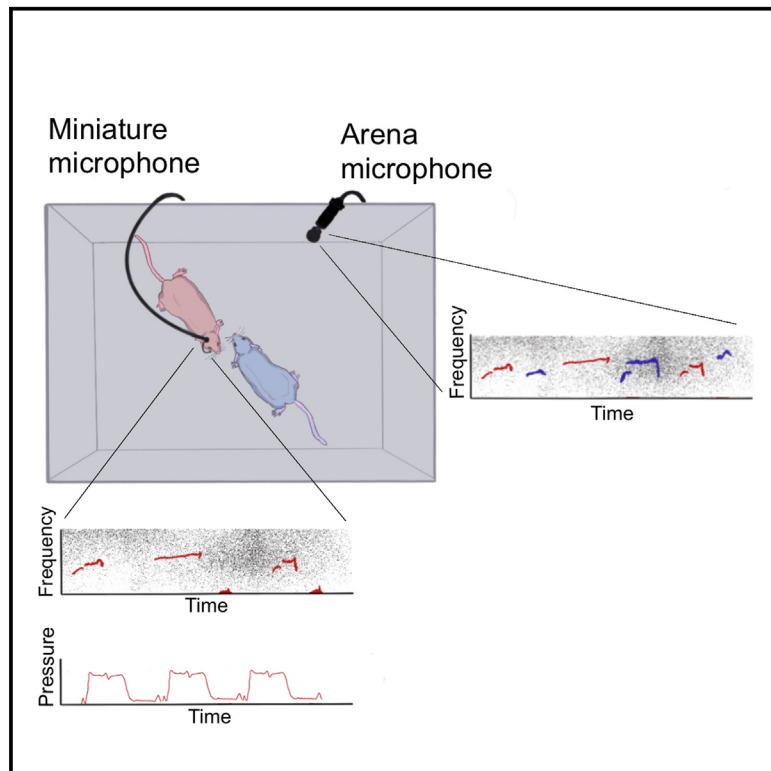 Miniature
microphone
Arena
microphone
Frequency
Time
Frequency
Time
Pressure
Time